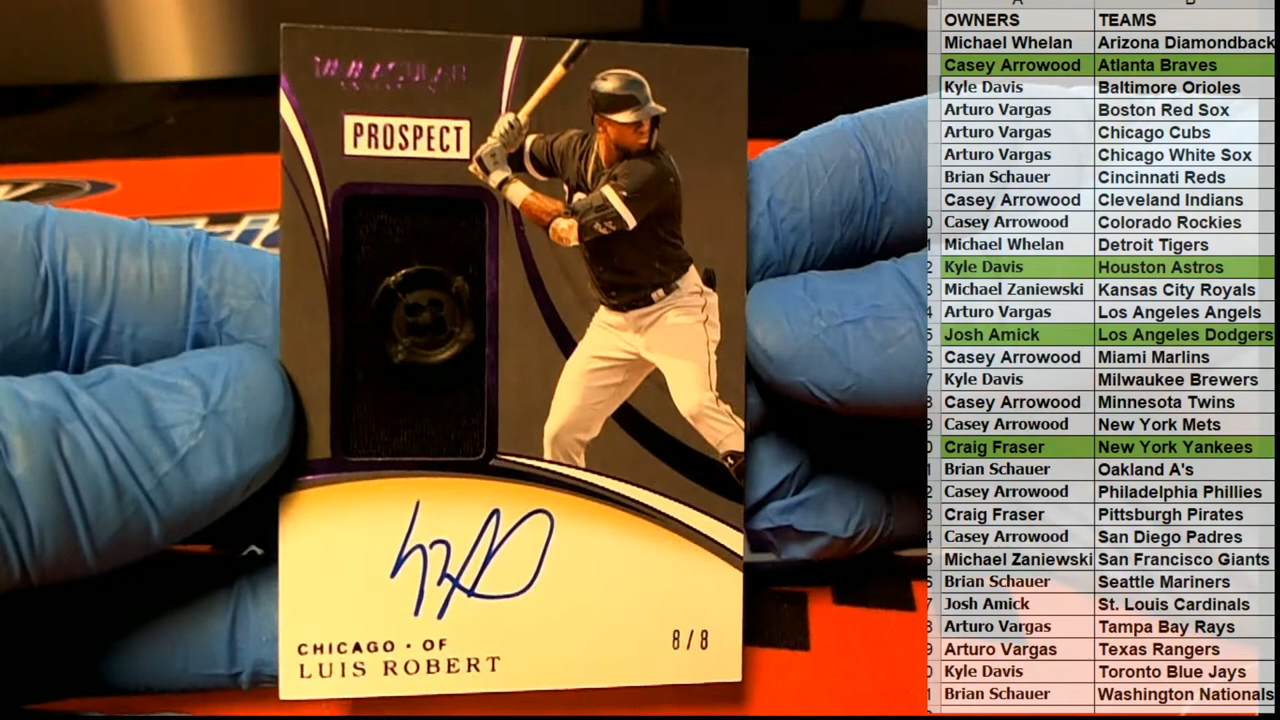 IMMACULATE
PROSPECT
CHICAGO · OF
LUIS ROBERT
8/8
OWNERS TEAMS
Michael Whelan Arizona Diamondback
Casey Arrowood Atlanta Braves
Kyle Davis Baltimore Orioles
Arturo Vargas Boston Red Sox
Arturo Vargas Chicago Cubs
Arturo Vargas Chicago White Sox
Brian Schauer Cincinnati Reds
Casey Arrowood Cleveland Indians
Casey Arrowood Colorado Rockies
Michael Whelan Detroit Tigers
Kyle Davis Houston Astros
Michael Zaniewski Kansas City Royals
Arturo Vargas Los Angeles Angels
Josh Amick Los Angeles Dodgers
Casey Arrowood Miami Marlins
Kyle Davis Milwaukee Brewers
Casey Arrowood Minnesota Twins
Casey Arrowood New York Mets
Craig Fraser New York Yankees
Brian Schauer Oakland A's
Casey Arrowood Philadelphia Phillies
Craig Fraser Pittsburgh Pirates
Casey Arrowood San Diego Padres
Michael Zaniewski San Francisco Giants
Brian Schauer Seattle Mariners
Josh Amick St. Louis Cardinals
Arturo Vargas Tampa Bay Rays
Arturo Vargas Texas Rangers
Kyle Davis Toronto Blue Jays
Brian Schauer Washington Nationals